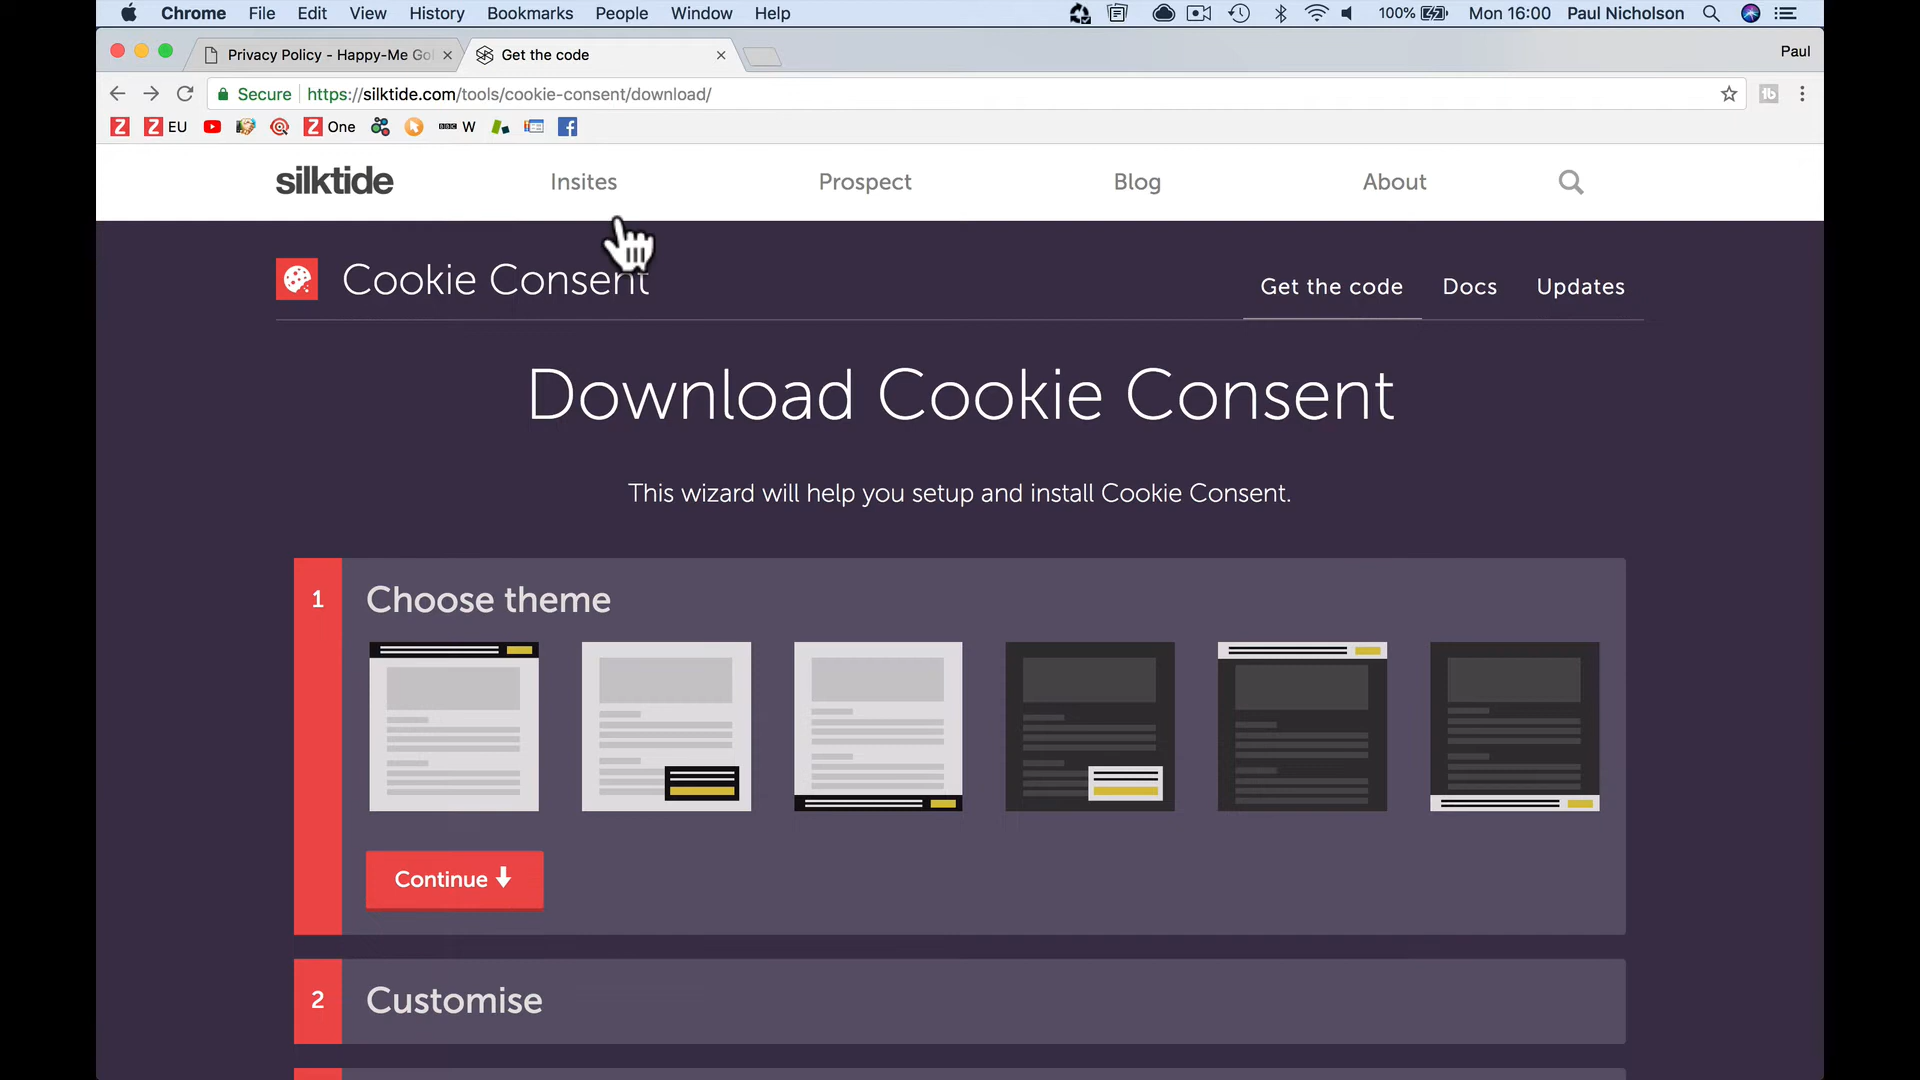 Chrome File Edit View History Bookmarks People Window Help 100% Mon 16:00 Paul Nicholson
Privacy Policy - Happy-Me Go Get the code Paul
Secure https://silktide.com/tools/cookie-consent/download/
Z Z EU Z One BBC W
silktide Insites Prospect Blog About
Cookie Consent Get the code Docs Updates
Download Cookie Consent
This wizard will help you setup and install Cookie Consent.
1 Choose theme
Continue
2 Customise